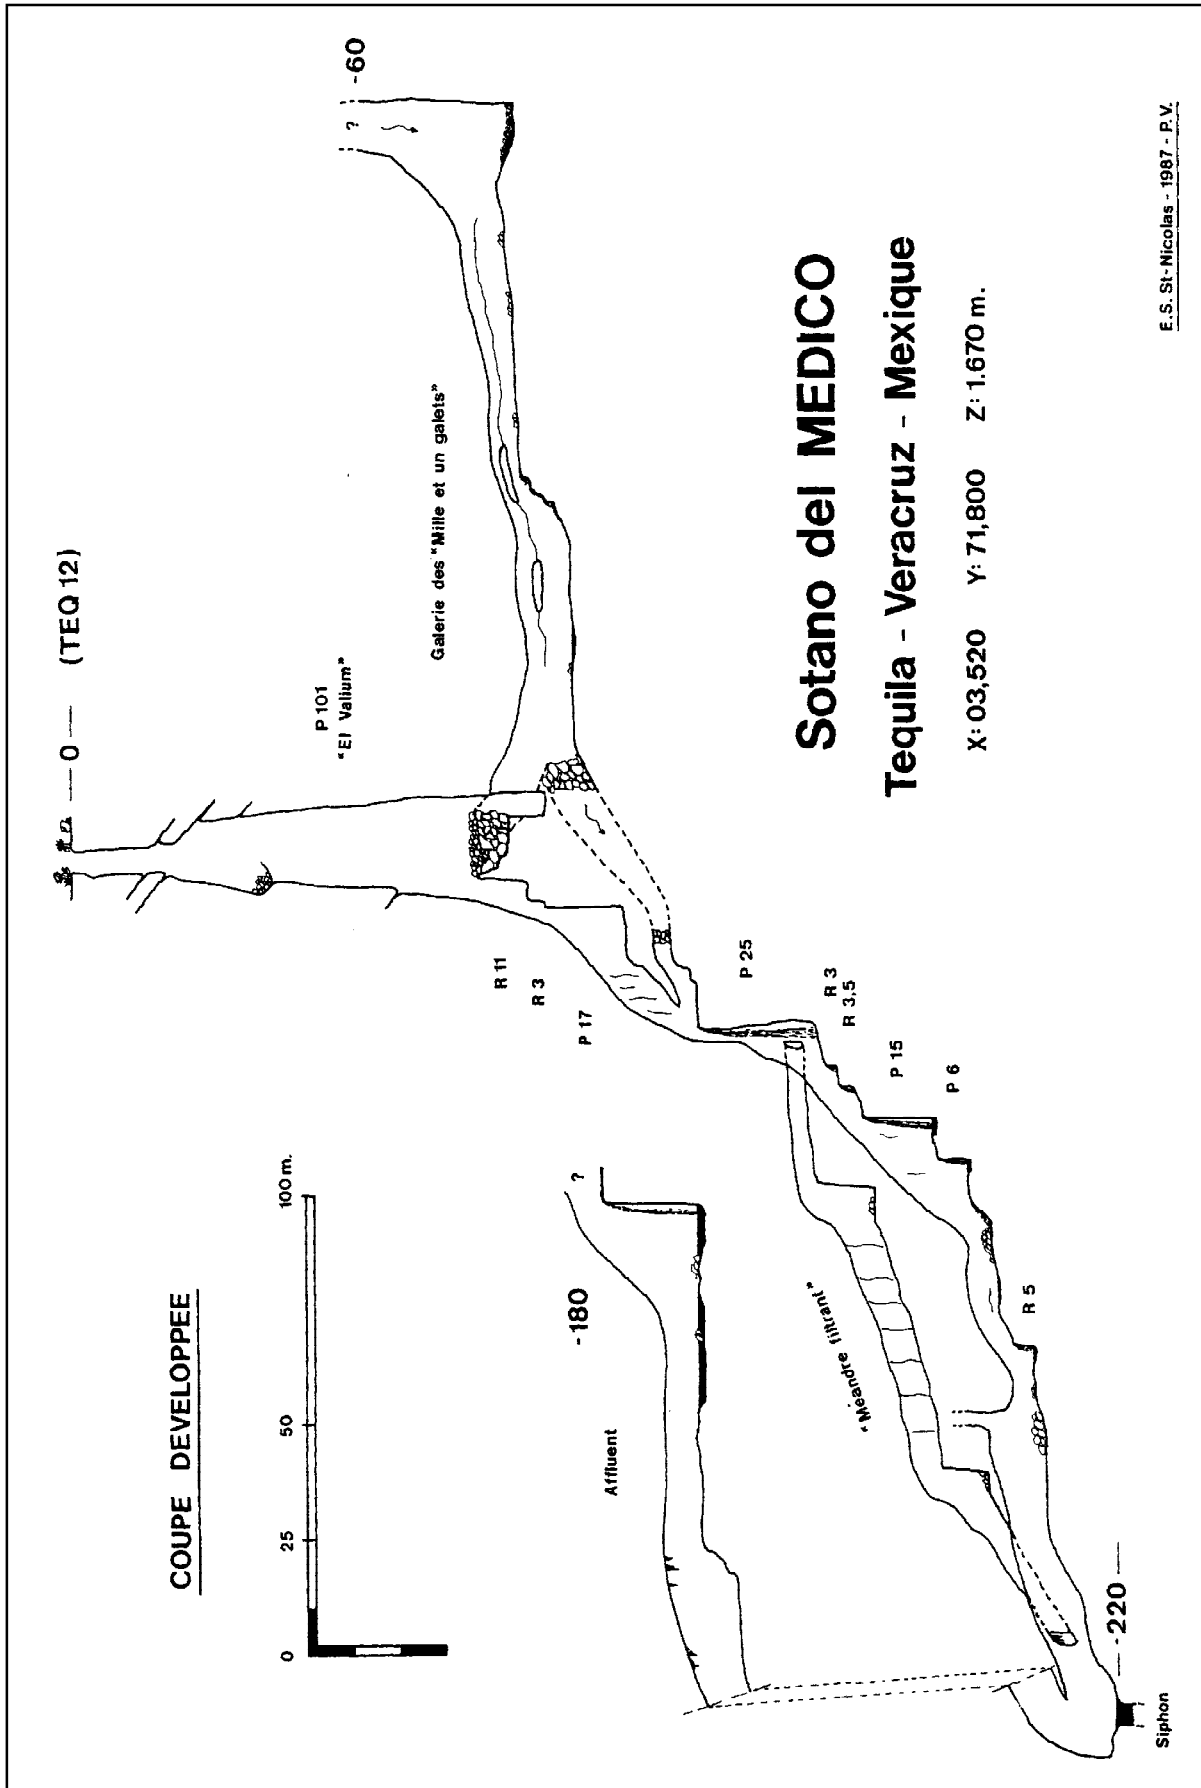 COUPE DEVELOPPEE
0 25 50 100 m.
— 0 — (TEQ 12)
-60
P 101
"El Valium"
Galerie des "Mille et un galets"
R 11
R 3
P 17
P 25
R 3
R 3,5
P 15
P 6
R 5
?
?
-180
Affluent
"Méandre filtrant"
— -220 —
Siphon
Sotano del MEDICO
Tequila - Veracruz - Mexique
X: 03,520 Y: 71,800 Z: 1.670 m.
E.S. St-Nicolas - 1987 - P.V.